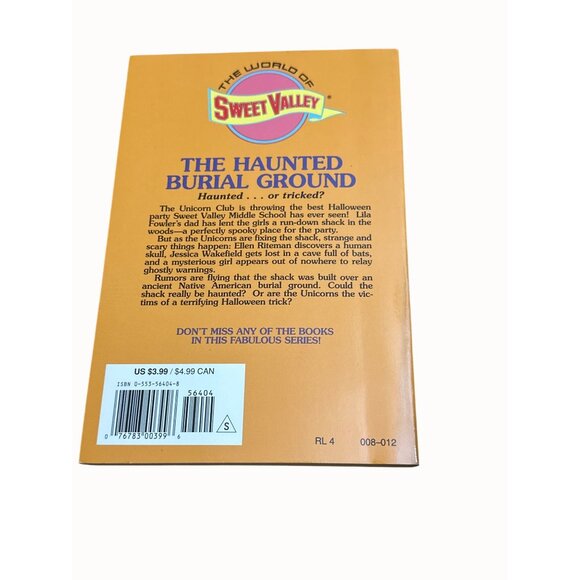 THE WORLD OF
SWEET VALLEY®
THE HAUNTED
BURIAL GROUND
Haunted . . . or tricked?
The Unicorn Club is throwing the best Halloween
party Sweet Valley Middle School has ever seen! Lila
Fowler's dad has lent the girls a run-down shack in the
woods—a perfectly spooky place for the party.
But as the Unicorns are fixing the shack, strange and
scary things happen: Ellen Riteman discovers a human
skull, Jessica Wakefield gets lost in a cave full of bats,
and a mysterious girl appears out of nowhere to relay
ghostly warnings.
Rumors are flying that the shack was built over an
ancient Native American burial ground. Could the
shack really be haunted? Or are the Unicorns the vic-
tims of a terrifying Halloween trick?
DON'T MISS ANY OF THE BOOKS
IN THIS FABULOUS SERIES!
US $3.99 / $4.99 CAN
ISBN 0-553-56404-8
56404
0 76783 00399 6
S
RL 4 008–012